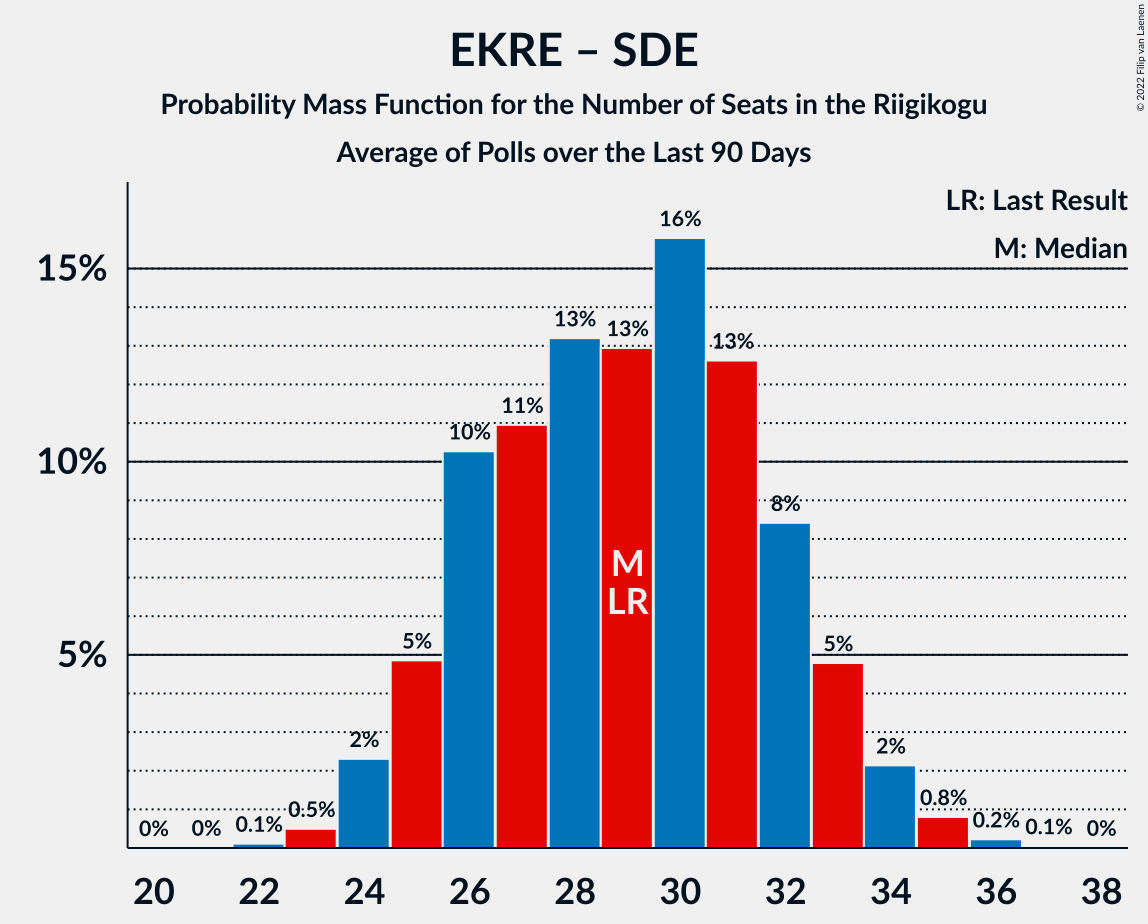 EKRE – SDE
Probability Mass Function for the Number of Seats in the Riigikogu
Average of Polls over the Last 90 Days
© 2022 Filip van Laenen
LR: Last Result
M: Median
15%
10%
5%
0%
0%
0.1%
0.5%
2%
5%
10%
11%
13%
13%
16%
13%
8%
5%
2%
0.8%
0.2%
0.1%
0%
M
LR
20 22 24 26 28 30 32 34 36 38